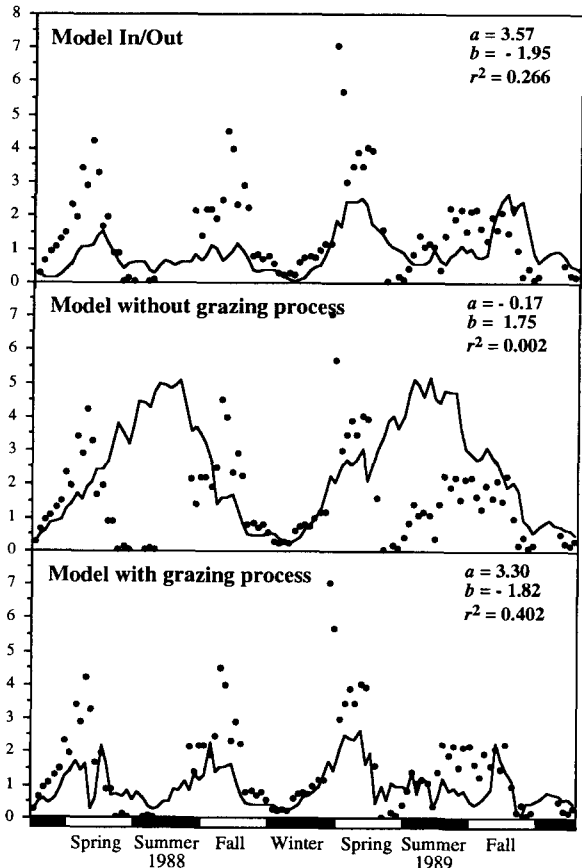 8
Model In/Out
a = 3.57
b = - 1.95
r² = 0.266
7
6
5
4
3
2
1
0
Model without grazing process
a = - 0.17
b = 1.75
r² = 0.002
7
6
5
4
3
2
1
0
Model with grazing process
a = 3.30
b = - 1.82
r² = 0.402
7
6
5
4
3
2
1
0
Spring Summer Fall Winter Spring Summer Fall
1988 1989